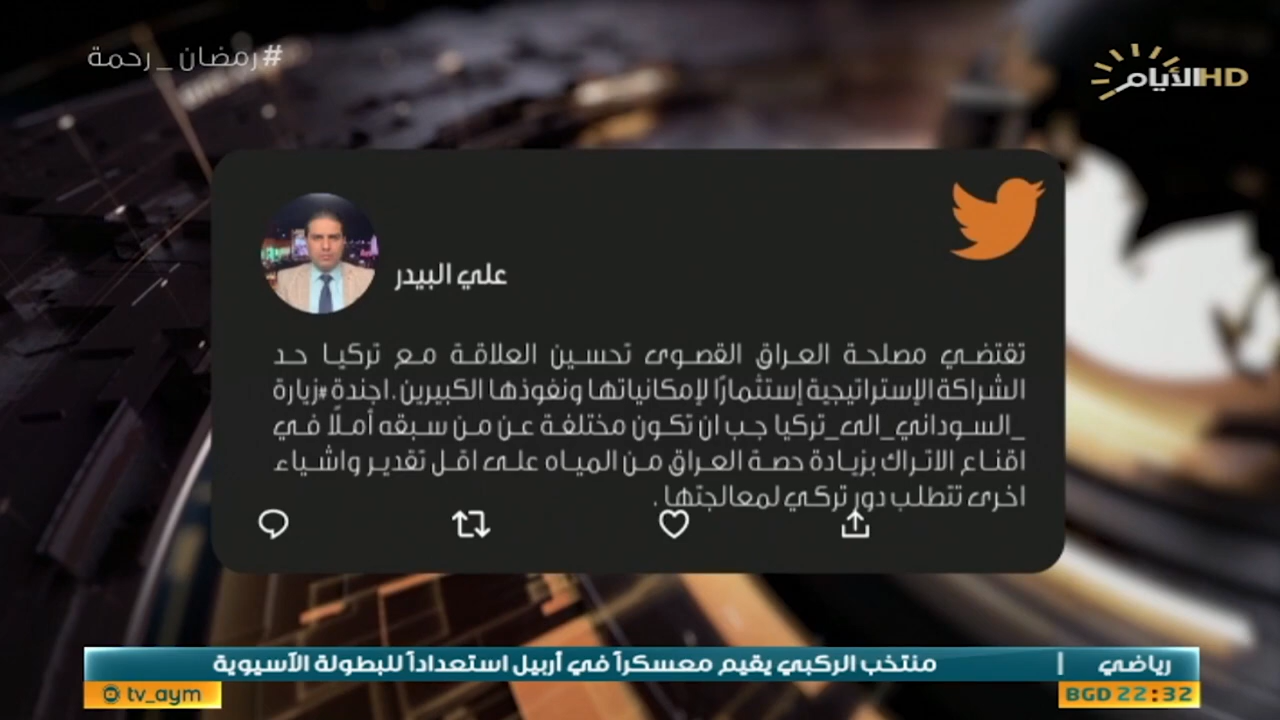 #رمضان_رحمة
الأيام HD
علي البيدر
تقتضي مصلحة العراق القصوى تحسين العلاقة مع تركيا حد
الشراكة الإستراتيجية إستثمارًا لإمكانياتها ونفوذها الكبيرين . اجندة #زيارة
_السوداني_الى_تركيا جب ان تكون مختلفة عن من سبقه أملًا في
اقناع الاتراك بزيادة حصة العراق من المياه على اقل تقدير واشياء
اخرى تتطلب دور تركي لمعالجتها .
رياضي | منتخب الركبي يقيم معسكراً في أربيل استعداداً للبطولة الآسيوية
BGD 22:32
tv_aym